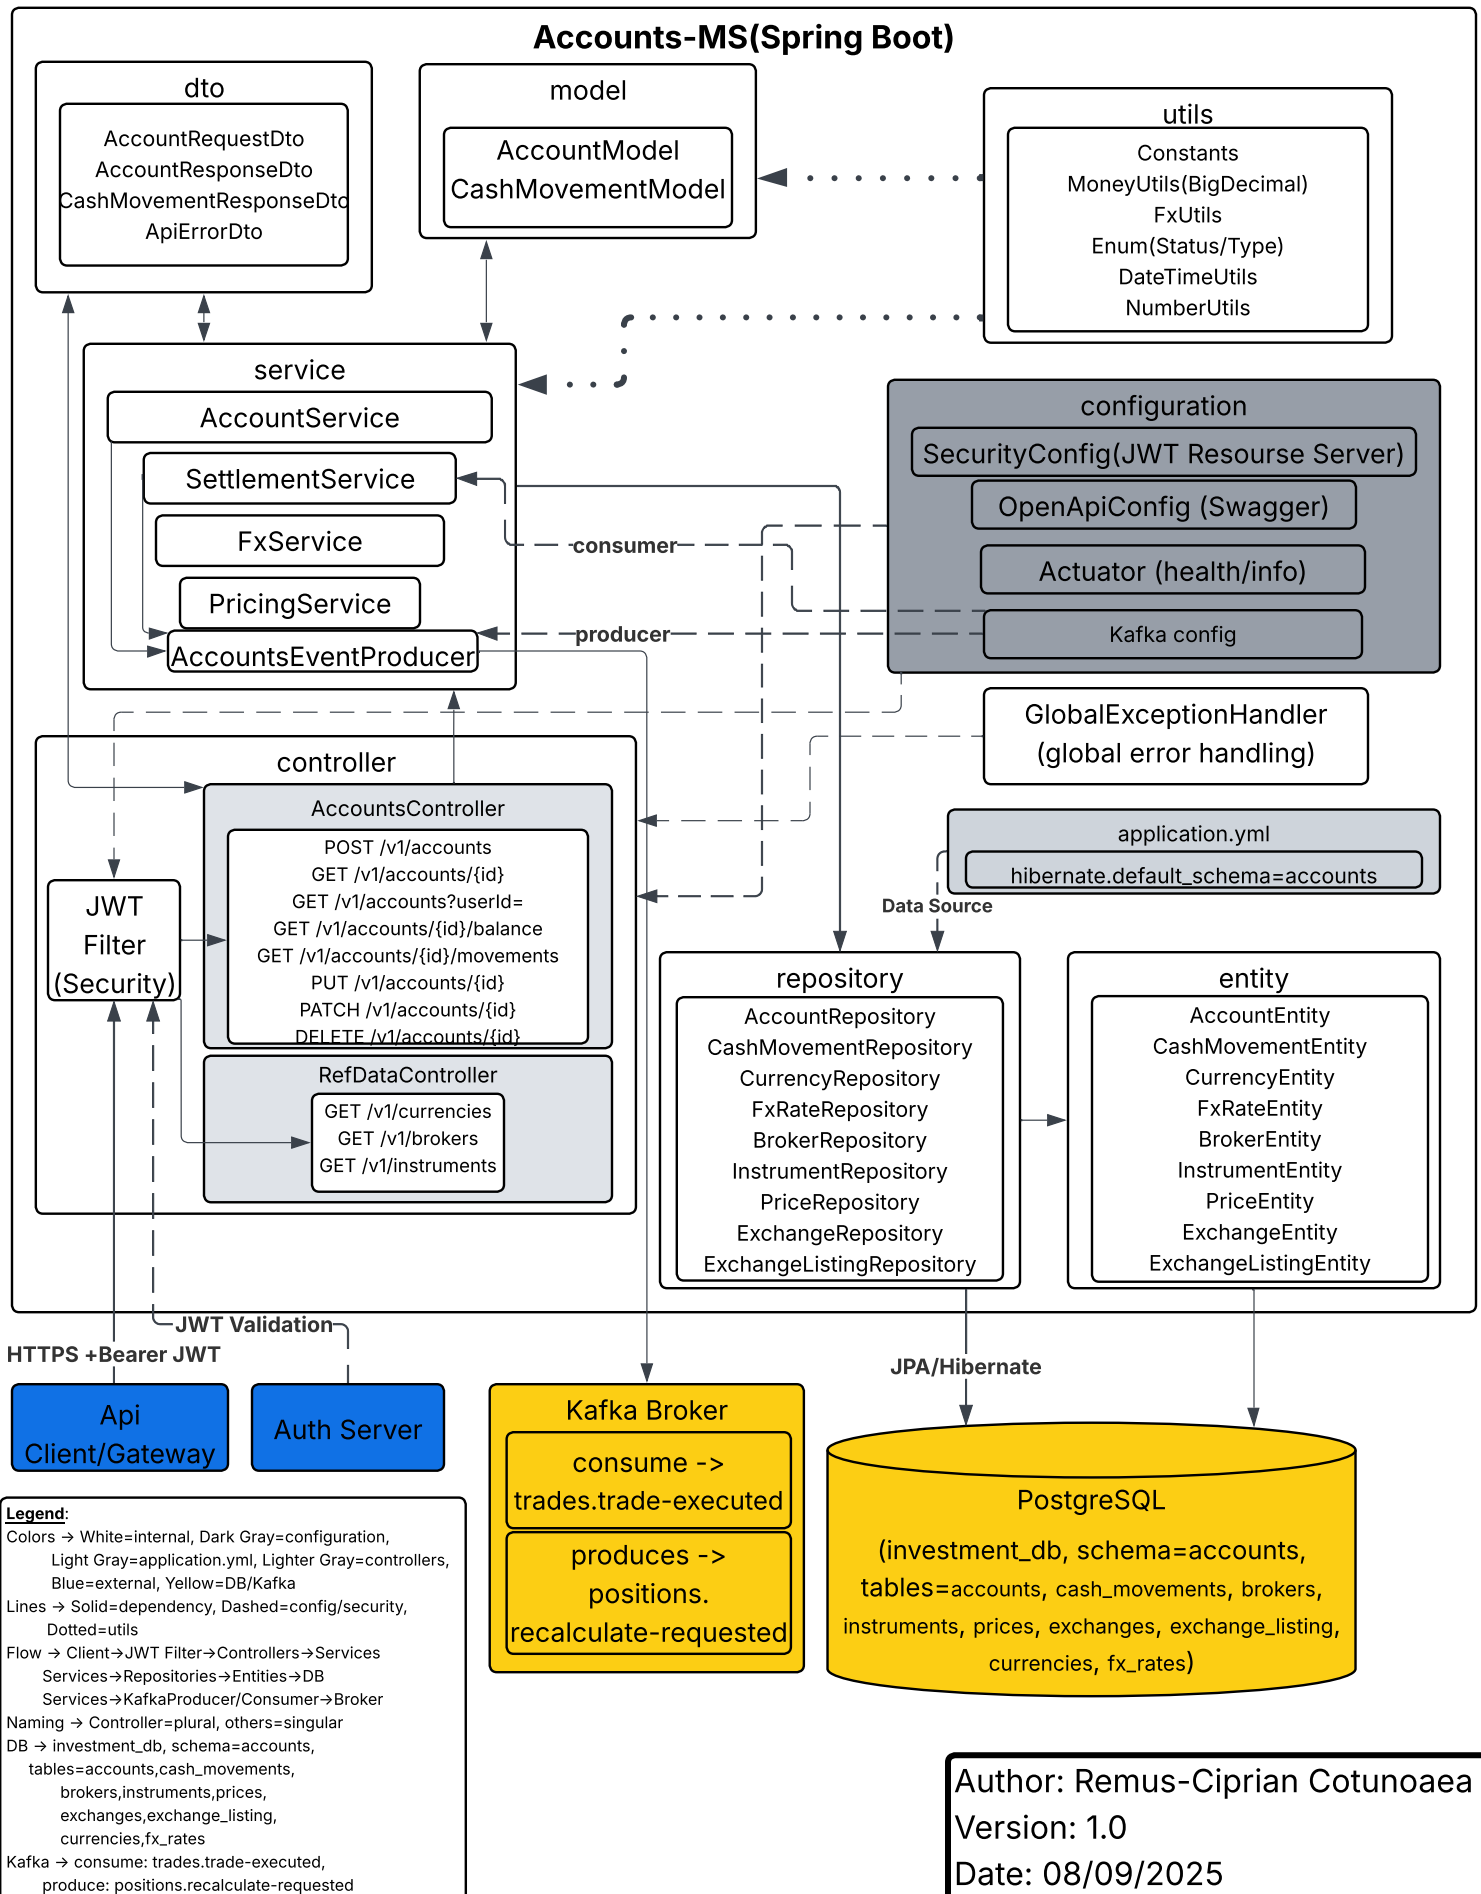 Accounts-MS(Spring Boot)
dto
AccountRequestDto
AccountResponseDto
CashMovementResponseDto
ApiErrorDto
model
AccountModel
CashMovementModel
utils
Constants
MoneyUtils(BigDecimal)
FxUtils
Enum(Status/Type)
DateTimeUtils
NumberUtils
service
AccountService
SettlementService
FxService
PricingService
AccountsEventProducer
consumer
producer
configuration
SecurityConfig(JWT Resourse Server)
OpenApiConfig (Swagger)
Actuator (health/info)
Kafka config
GlobalExceptionHandler
(global error handling)
application.yml
hibernate.default_schema=accounts
Data Source
controller
AccountsController
POST /v1/accounts
GET /v1/accounts/{id}
GET /v1/accounts?userId=
GET /v1/accounts/{id}/balance
GET /v1/accounts/{id}/movements
PUT /v1/accounts/{id}
PATCH /v1/accounts/{id}
DELETE /v1/accounts/{id}
JWT
Filter
(Security)
RefDataController
GET /v1/currencies
GET /v1/brokers
GET /v1/instruments
repository
AccountRepository
CashMovementRepository
CurrencyRepository
FxRateRepository
BrokerRepository
InstrumentRepository
PriceRepository
ExchangeRepository
ExchangeListingRepository
entity
AccountEntity
CashMovementEntity
CurrencyEntity
FxRateEntity
BrokerEntity
InstrumentEntity
PriceEntity
ExchangeEntity
ExchangeListingEntity
JWT Validation
HTTPS +Bearer JWT
JPA/Hibernate
Api
Client/Gateway
Auth Server
Kafka Broker
consume ->
trades.trade-executed
produces ->
positions.
recalculate-requested
PostgreSQL
(investment_db, schema=accounts,
tables=accounts, cash_movements, brokers,
instruments, prices, exchanges, exchange_listing,
currencies, fx_rates)
Legend:
Colors → White=internal, Dark Gray=configuration,
Light Gray=application.yml, Lighter Gray=controllers,
Blue=external, Yellow=DB/Kafka
Lines → Solid=dependency, Dashed=config/security,
Dotted=utils
Flow → Client→JWT Filter→Controllers→Services
Services→Repositories→Entities→DB
Services→KafkaProducer/Consumer→Broker
Naming → Controller=plural, others=singular
DB → investment_db, schema=accounts,
tables=accounts,cash_movements,
brokers,instruments,prices,
exchanges,exchange_listing,
currencies,fx_rates
Kafka → consume: trades.trade-executed,
produce: positions.recalculate-requested
Author: Remus-Ciprian Cotunoaea
Version: 1.0
Date: 08/09/2025